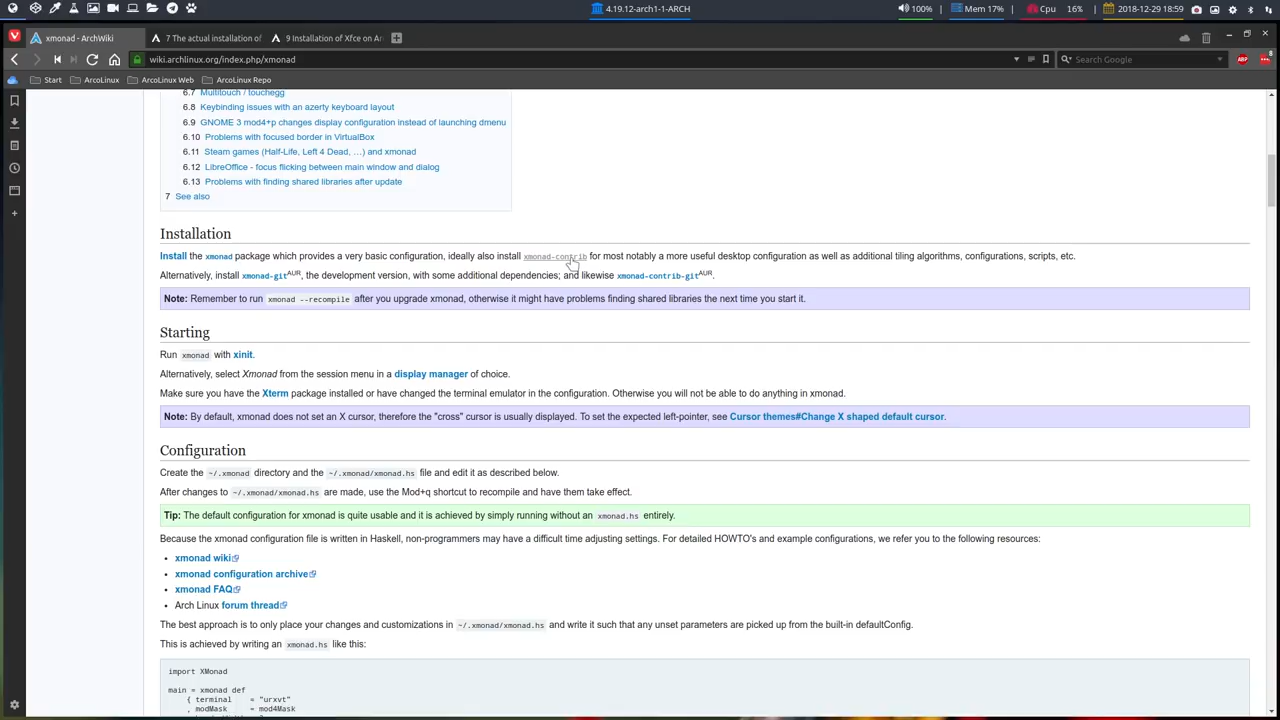 4.19.12-arch1-1-ARCH
100%
Mem 17%
Cpu 16%
2018-12-29 18:59
xmonad - ArchWiki
7 The actual installation of
9 Installation of Xfce on Ar
wiki.archlinux.org/index.php/xmonad
Search Google
Start ArcoLinux ArcoLinux Web ArcoLinux Repo
6.7 Multitouch / touchegg
6.8 Keybinding issues with an azerty keyboard layout
6.9 GNOME 3 mod4+p changes display configuration instead of launching dmenu
6.10 Problems with focused border in VirtualBox
6.11 Steam games (Half-Life, Left 4 Dead, …) and xmonad
6.12 LibreOffice - focus flicking between main window and dialog
6.13 Problems with finding shared libraries after update
7 See also
Installation
Install the xmonad package which provides a very basic configuration, ideally also install xmonad-contrib for most notably a more useful desktop configuration as well as additional tiling algorithms, configurations, scripts, etc.
Alternatively, install xmonad-gitAUR, the development version, with some additional dependencies; and likewise xmonad-contrib-gitAUR.
Note: Remember to run xmonad --recompile after you upgrade xmonad, otherwise it might have problems finding shared libraries the next time you start it.
Starting
Run xmonad with xinit.
Alternatively, select Xmonad from the session menu in a display manager of choice.
Make sure you have the Xterm package installed or have changed the terminal emulator in the configuration. Otherwise you will not be able to do anything in xmonad.
Note: By default, xmonad does not set an X cursor, therefore the "cross" cursor is usually displayed. To set the expected left-pointer, see Cursor themes#Change X shaped default cursor.
Configuration
Create the ~/.xmonad directory and the ~/.xmonad/xmonad.hs file and edit it as described below.
After changes to ~/.xmonad/xmonad.hs are made, use the Mod+q shortcut to recompile and have them take effect.
Tip: The default configuration for xmonad is quite usable and it is achieved by simply running without an xmonad.hs entirely.
Because the xmonad configuration file is written in Haskell, non-programmers may have a difficult time adjusting settings. For detailed HOWTO's and example configurations, we refer you to the following resources:
• xmonad wiki
• xmonad configuration archive
• xmonad FAQ
• Arch Linux forum thread
The best approach is to only place your changes and customizations in ~/.xmonad/xmonad.hs and write it such that any unset parameters are picked up from the built-in defaultConfig.
This is achieved by writing an xmonad.hs like this:
import XMonad
main = xmonad def
{ terminal = "urxvt"
, modMask = mod4Mask